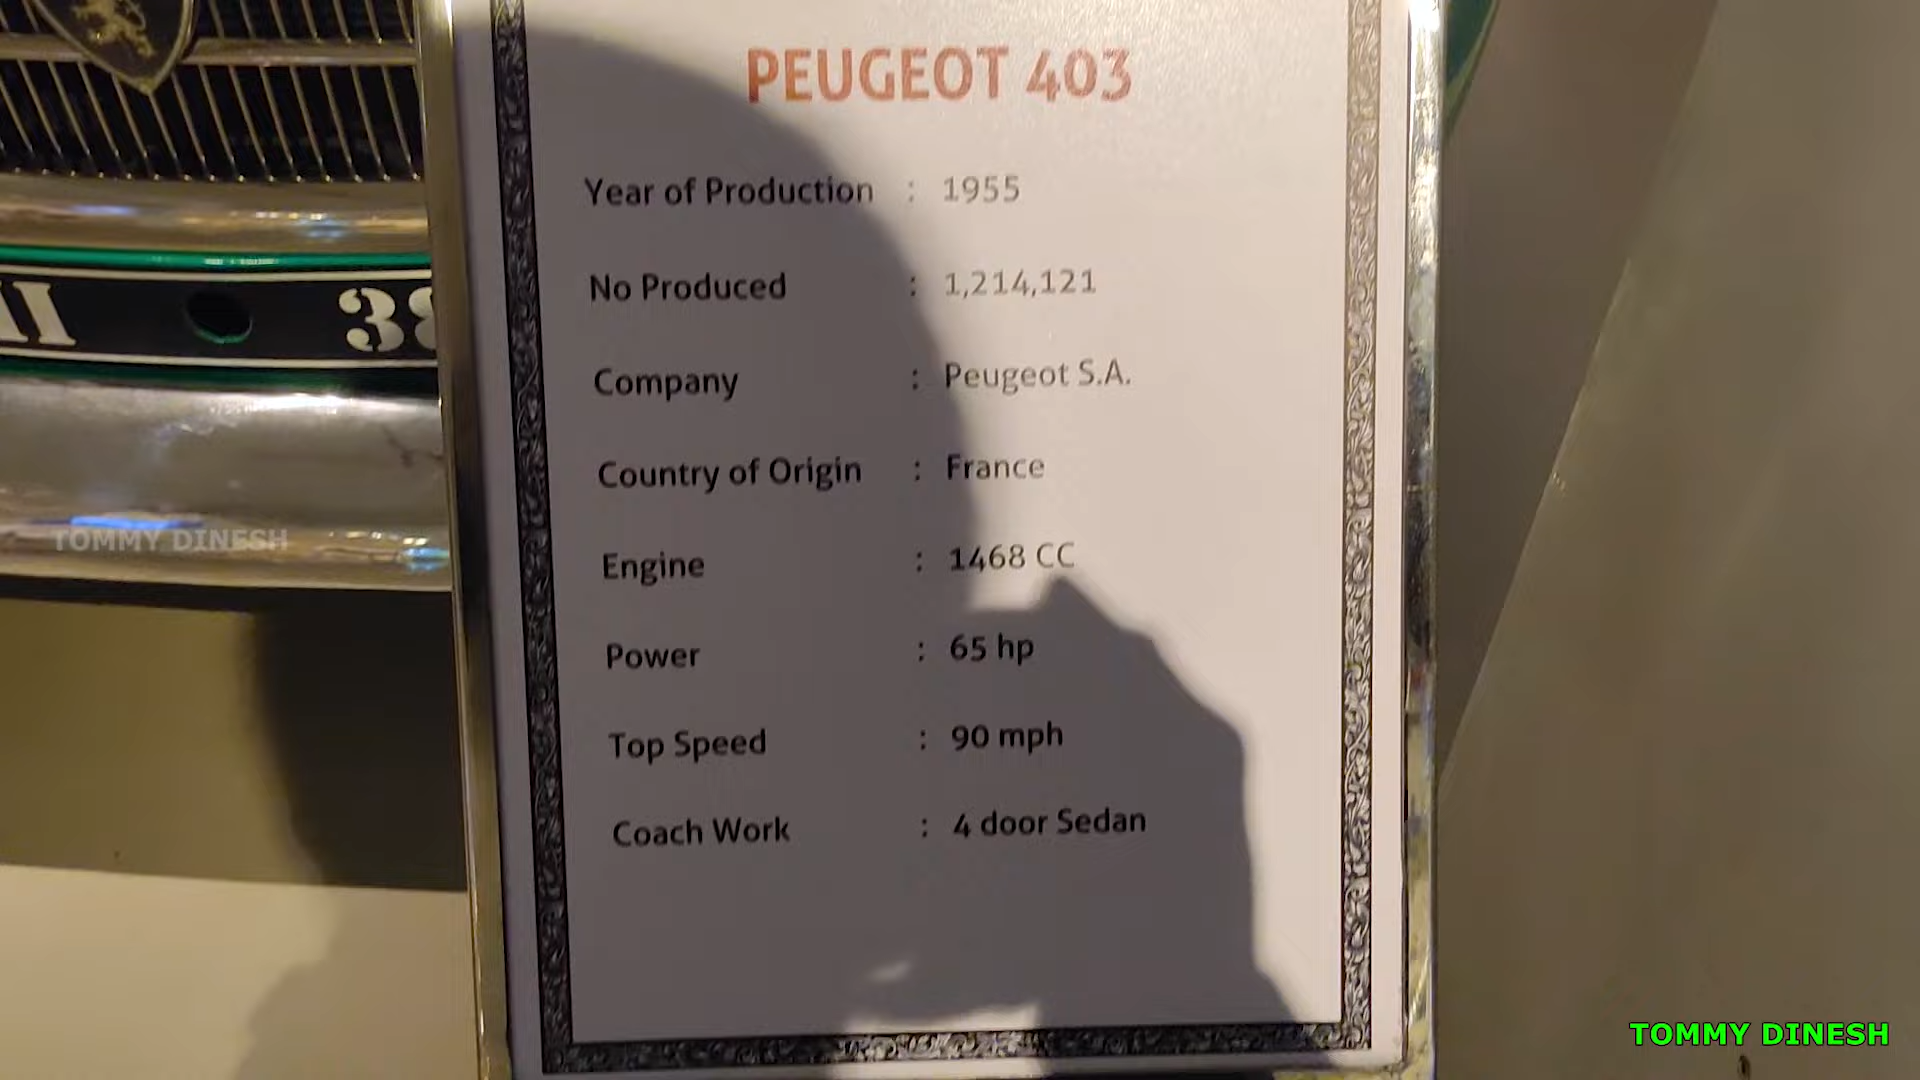 PEUGEOT 403
Year of Production : 1955
No Produced : 1,214,121
Company : Peugeot S.A.
Country of Origin : France
Engine : 1468 CC
Power : 65 hp
Top Speed : 90 mph
Coach Work : 4 door Sedan
TOMMY DINESH
TOMMY DINESH